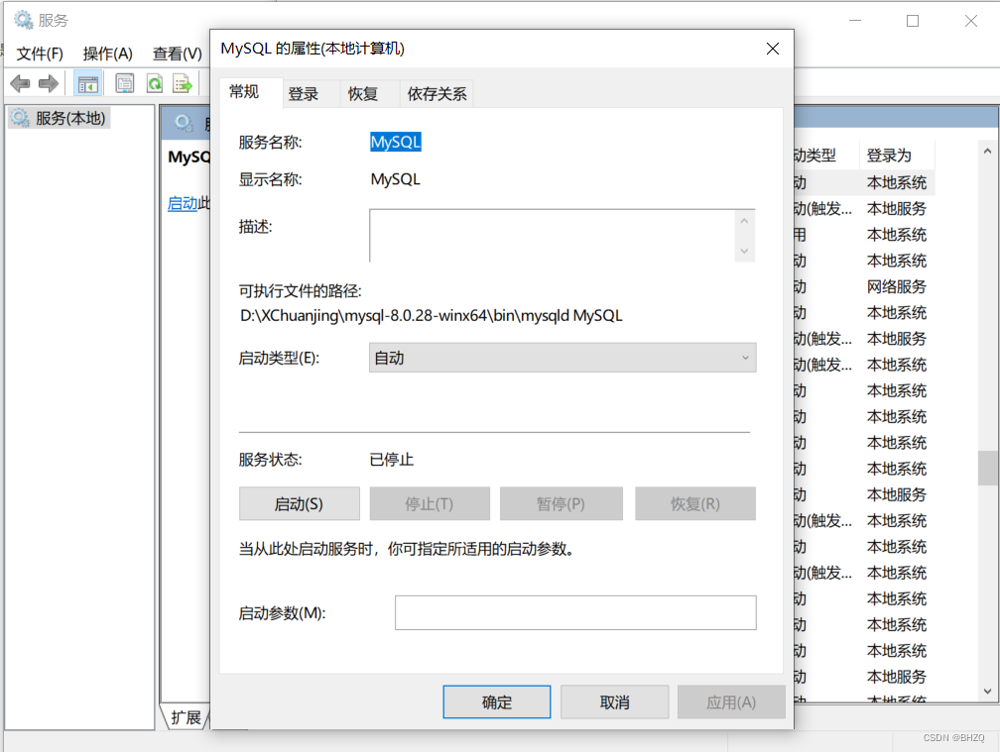 服务
文件(F) 操作(A) 查看(V)
服务(本地)
MySQ
启动此
MySQL 的属性(本地计算机)
常规 登录 恢复 依存关系
服务名称: MySQL
显示名称: MySQL
描述:
可执行文件的路径:
D:\XChuanjing\mysql-8.0.28-winx64\bin\mysqld MySQL
启动类型(E): 自动
服务状态: 已停止
启动(S) 停止(T) 暂停(P) 恢复(R)
当从此处启动服务时，你可指定所适用的启动参数。
启动参数(M):
确定 取消 应用(A)
动类型 登录为
动 本地系统
动(触发... 本地服务
用 本地系统
动 本地系统
动 网络服务
动 本地系统
动(触发... 本地服务
动(触发... 本地系统
动 本地系统
动 本地系统
动 本地系统
动 本地系统
动 本地服务
动(触发... 本地系统
动 本地系统
动(触发... 本地系统
动 本地系统
动 本地系统
动 本地系统
动 本地服务
动 本地系统
扩展
CSDN @BHZQ